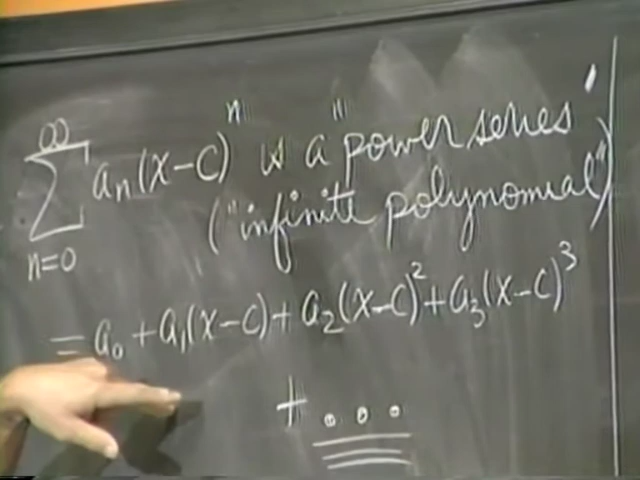 ∞∑n=0 aₙ(x-c)ⁿ is a "power series"
("infinite polynomial")
= a₀ + a₁(x-c) + a₂(x-c)² + a₃(x-c)³
+ ...